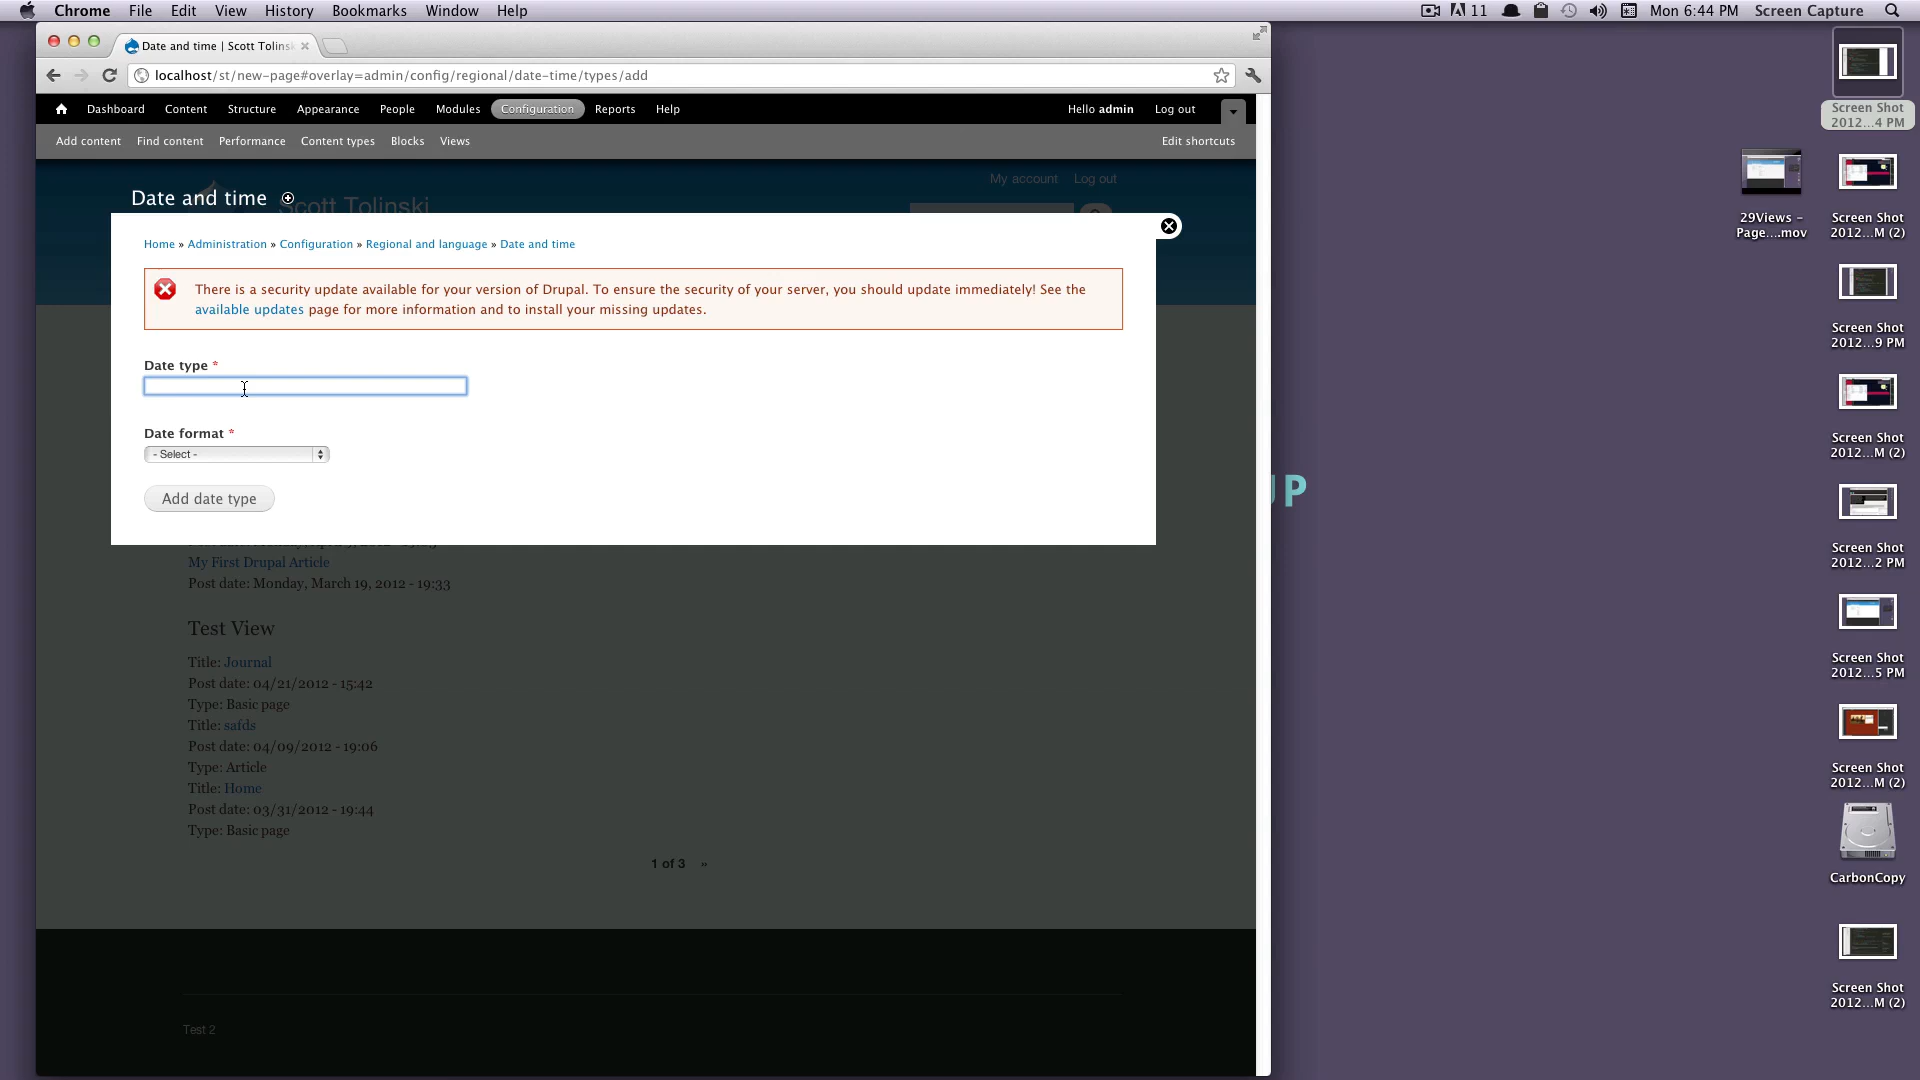 Chrome File Edit View History Bookmarks Window Help
11 Mon 6:44 PM Screen Capture
Date and time | Scott Tolinsk
localhost/st/new-page#overlay=admin/config/regional/date-time/types/add
Dashboard Content Structure Appearance People Modules Configuration Reports Help Hello admin Log out
Add content Find content Performance Content types Blocks Views Edit shortcuts
My account Log out
Date and time
Scott Tolinski
Home » Administration » Configuration » Regional and language » Date and time
There is a security update available for your version of Drupal. To ensure the security of your server, you should update immediately! See the
available updates page for more information and to install your missing updates.
Date type *
Date format *
- Select -
Add date type
My First Drupal Article
Post date: Monday, March 19, 2012 - 19:33
Test View
Title: Journal
Post date: 04/21/2012 - 15:42
Type: Basic page
Title: safds
Post date: 04/09/2012 - 19:06
Type: Article
Title: Home
Post date: 03/31/2012 - 19:44
Type: Basic page
1 of 3 »
Test 2
UP
Screen Shot
2012...4 PM
29Views -
Page....mov
Screen Shot
2012...M (2)
Screen Shot
2012...9 PM
Screen Shot
2012...M (2)
Screen Shot
2012...2 PM
Screen Shot
2012...5 PM
Screen Shot
2012...M (2)
CarbonCopy
Screen Shot
2012...M (2)